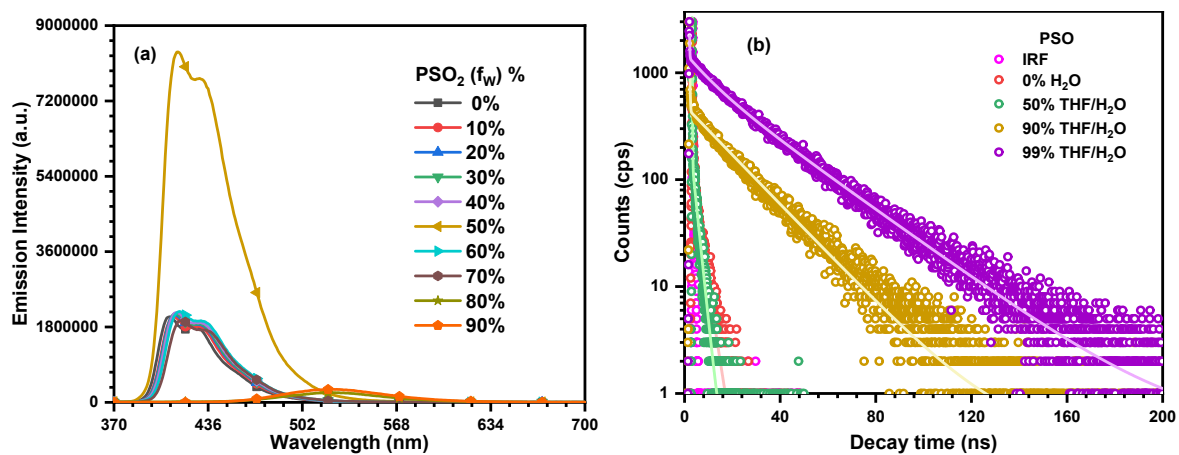 (a)
PSO₂ (f_W) %
0%
10%
20%
30%
40%
50%
60%
70%
80%
90%
9000000
7200000
5400000
3600000
1800000
0
Emission Intensity (a.u.)
370 436 502 568 634 700
Wavelength (nm)
(b)
PSO
IRF
0% H₂O
50% THF/H₂O
90% THF/H₂O
99% THF/H₂O
1000
100
10
1
Counts (cps)
0 40 80 120 160 200
Decay time (ns)